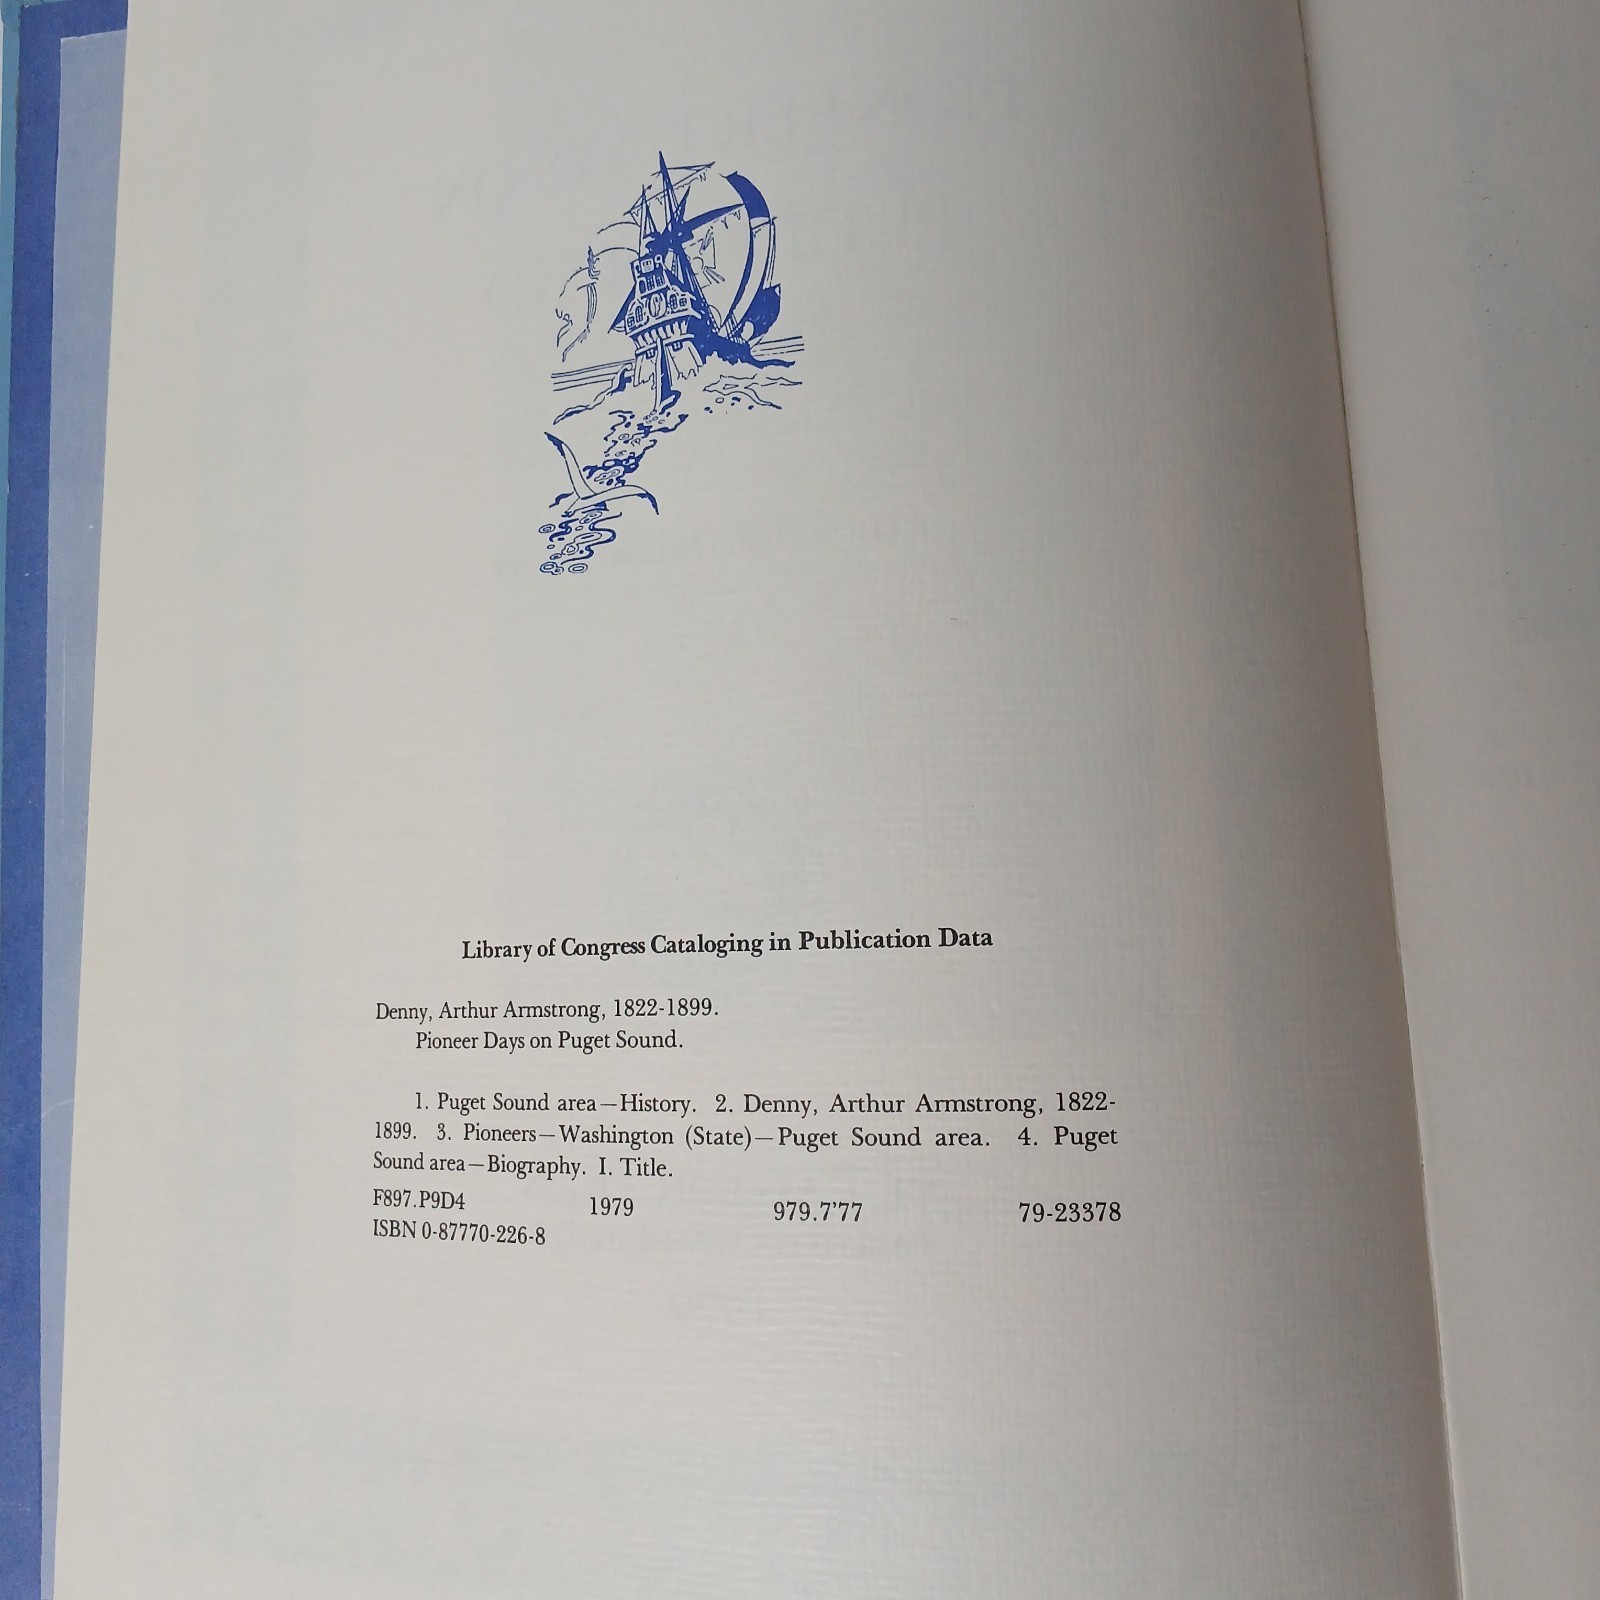 Library of Congress Cataloging in Publication Data
Denny, Arthur Armstrong, 1822-1899.
Pioneer Days on Puget Sound.
1. Puget Sound area—History. 2. Denny, Arthur Armstrong, 1822-
1899. 3. Pioneers—Washington (State)—Puget Sound area. 4. Puget
Sound area—Biography. I. Title.
F897.P9D4 1979 979.7'77 79-23378
ISBN 0-87770-226-8